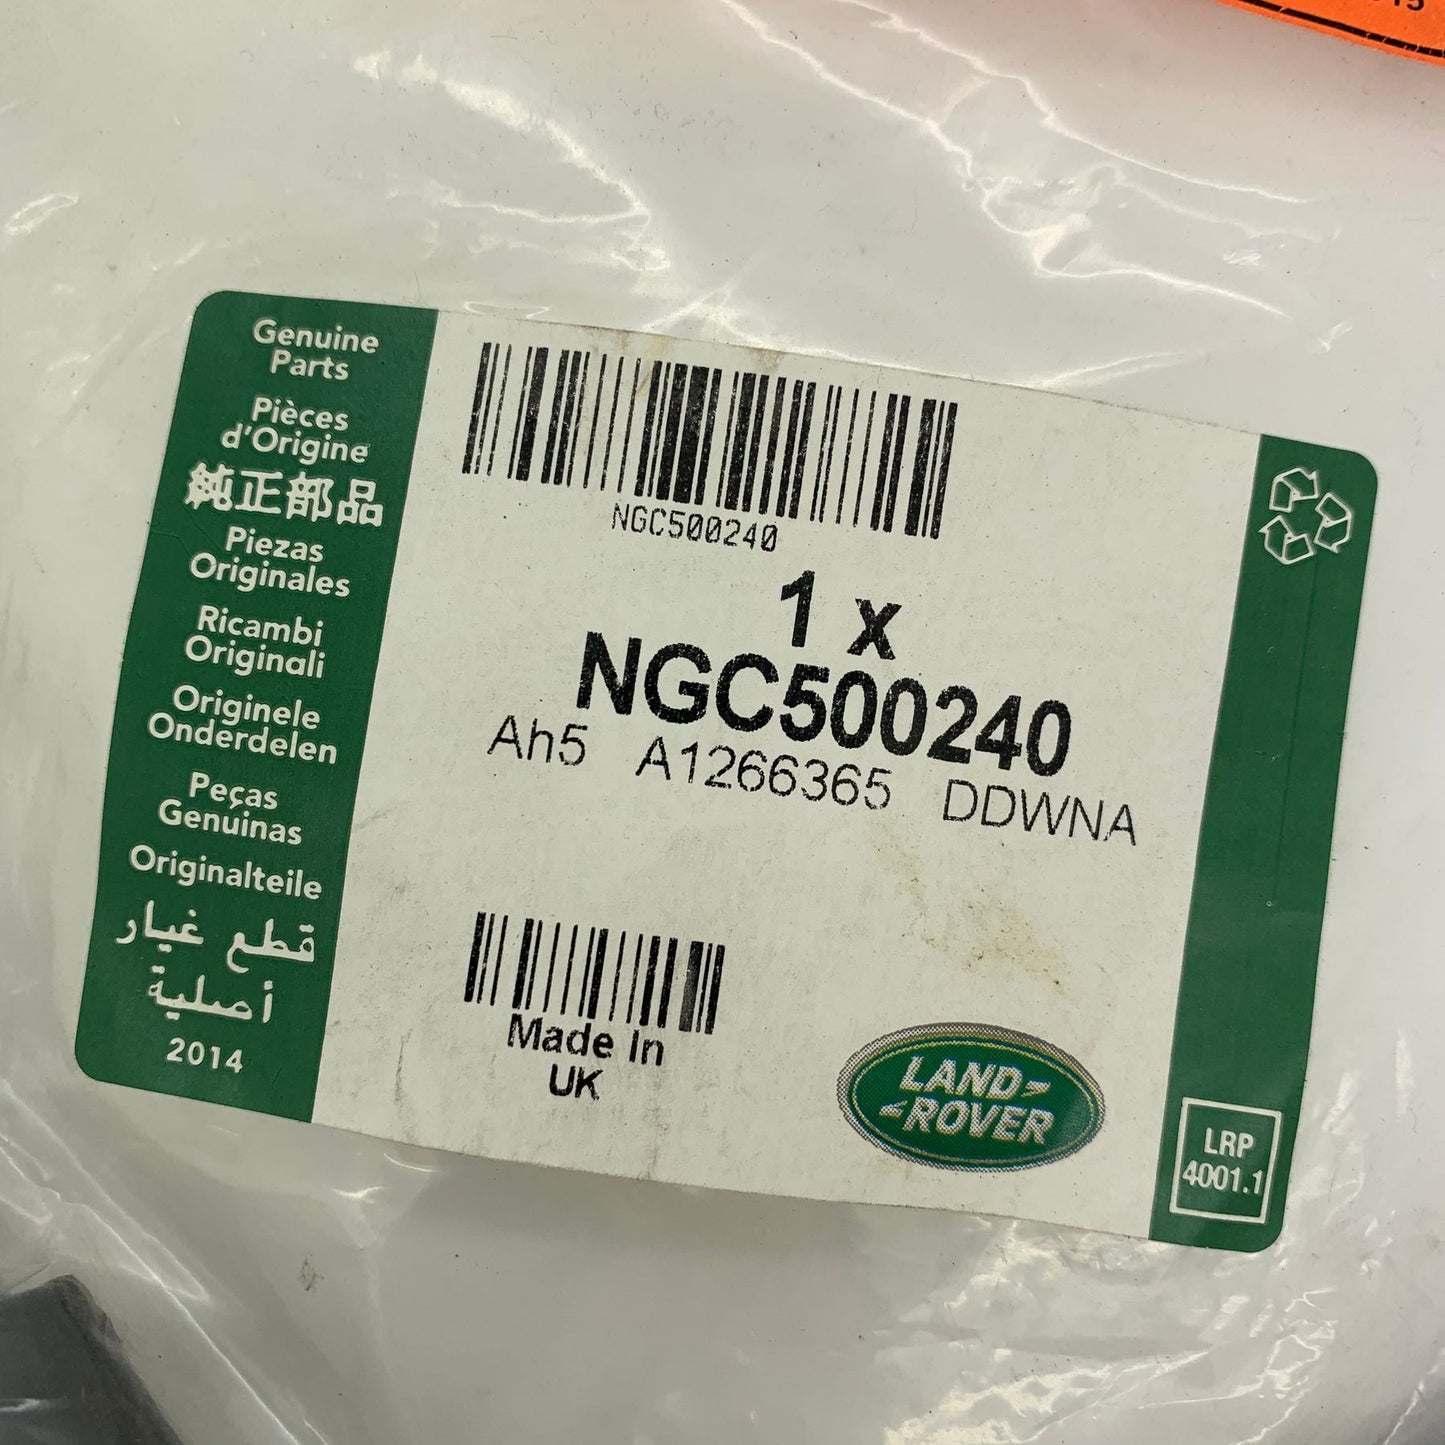 Genuine
Parts
Pièces
d'Origine
純正部品
Piezas
Originales
Ricambi
Originali
Originele
Onderdelen
Peças
Genuinas
Originalteile
قطع غيار
أصلية
2014
NGC500240
1 x
NGC500240
Ah5 A1266365 DDWNA
Made In
UK
LAND
ROVER
LRP
4001.1